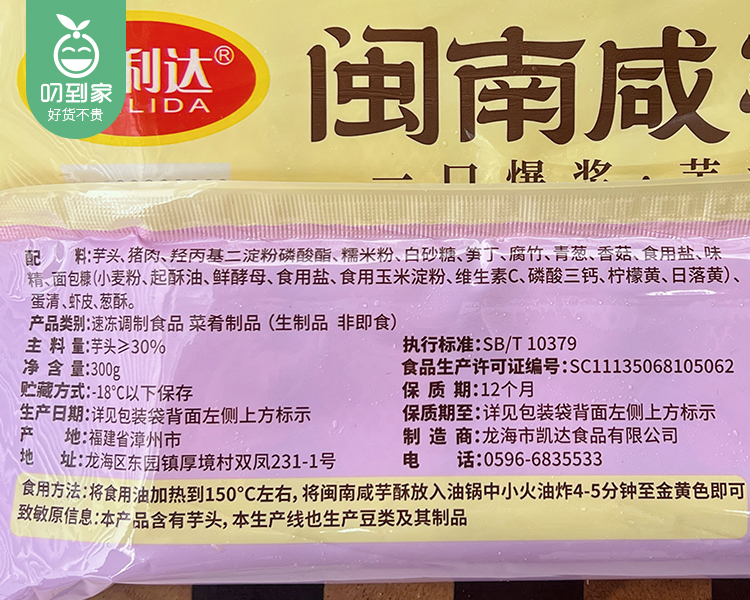 叨到家
好货不贵
利达®
LIDA
闽南咸
一口爆浆·芋
配 料:芋头、猪肉、羟丙基二淀粉磷酸酯、糯米粉、白砂糖、笋丁、腐竹、青葱、香菇、食用盐、味
精、面包糠(小麦粉、起酥油、鲜酵母、食用盐、食用玉米淀粉、维生素C、磷酸三钙、柠檬黄、日落黄)、
蛋清、虾皮、葱酥。
产品类别:速冻调制食品 菜肴制品(生制品 非即食)
主 料 量:芋头≥30% 执行标准:SB/T 10379
净 含 量:300g 食品生产许可证编号:SC11135068105062
贮藏方式:-18℃以下保存 保 质 期:12个月
生产日期:详见包装袋背面左侧上方标示 保质期至:详见包装袋背面左侧上方标示
产 地:福建省漳州市 制 造 商:龙海市凯达食品有限公司
地 址:龙海区东园镇厚境村双凤231-1号 电 话:0596-6835533
食用方法:将食用油加热到150℃左右,将闽南咸芋酥放入油锅中小火油炸4-5分钟至金黄色即可
致敏原信息:本产品含有芋头,本生产线也生产豆类及其制品